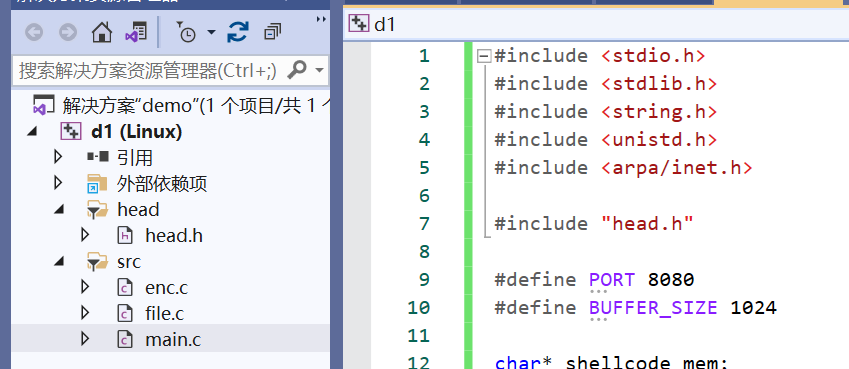 搜索解决方案资源管理器(Ctrl+;)
解决方案“demo”(1 个项目/共 1 个
d1 (Linux)
引用
外部依赖项
head
head.h
src
enc.c
file.c
main.c
d1
1 #include <stdio.h>
2 #include <stdlib.h>
3 #include <string.h>
4 #include <unistd.h>
5 #include <arpa/inet.h>
6
7 #include "head.h"
8
9 #define PORT 8080
10 #define BUFFER_SIZE 1024
11
12 char* shellcode_mem;